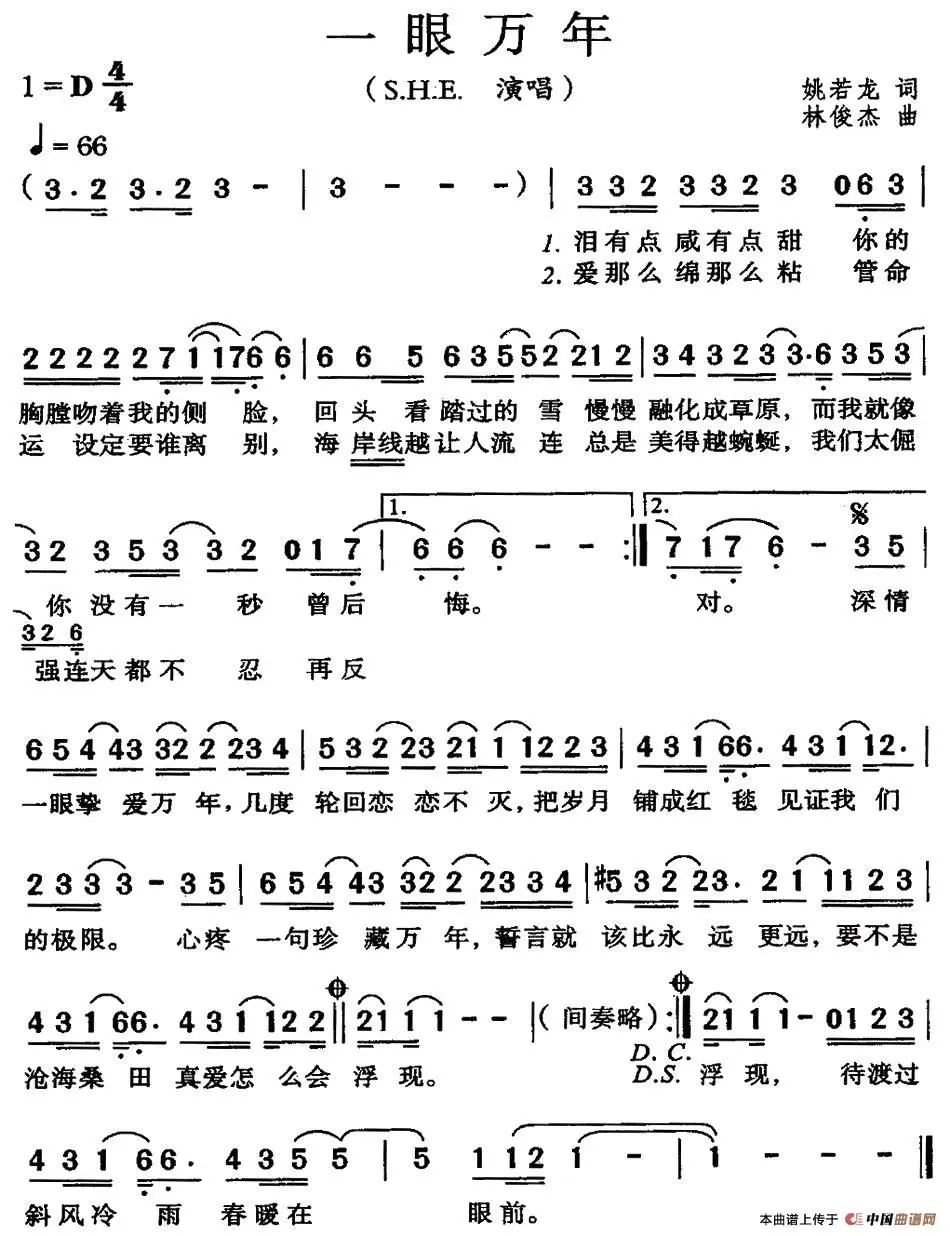 一眼万年
1=D 4/4
（S.H.E. 演唱）
姚若龙 词
林俊杰 曲
♩=66
( 3·2 3·2 3 - | 3 - - - ) | 3 3 2 3 3 2 3 0 6 3 |
1. 泪有点咸有点甜 你的
2. 爱那么绵那么粘 管命
2 2 2 2 2 7 1 1 7 6 6 | 6 6 5 6 3 5 5 2 2 1 2 | 3 4 3 2 3 3·6 3 5 3 |
胸膛吻着我的侧 脸， 回头看踏过的雪 慢慢融化成草原，而我就像
运 设定要谁离 别， 海岸线越让人流 连 总是美得越蜿蜒，我们太倔
1. 2. 𝄋
3 2 3 5 3 3 2 0 1 7 | 6 6 6 - - :‖ 7 1 7 6 - 3 5 |
你没有一 秒曾后 悔。 对。 深情
3 2 6
强连天都不 忍 再反
6 5 4 4 3 3 2 2 2 3 4 | 5 3 2 2 3 2 1 1 1 2 2 3 | 4 3 1 6 6· 4 3 1 1 2· |
一眼挚 爱万 年，几度 轮回恋 恋不 灭，把岁月 铺成红 毯 见证我 们
2 3 3 3 - 3 5 | 6 5 4 4 3 3 2 2 2 3 3 4 | #5 3 2 2 3· 2 1 1 1 2 3 |
的极限。 心疼 一句珍 藏万 年，誓言就 该比永 远 更远，要不是
4 3 1 6 6· 4 3 1 1 2 2 ‖ 2 1 1 1 - - |（间奏略）:‖ 2 1 1 1 - 0 1 2 3 |
沧海桑 田 真爱怎 么会 浮 现。 D.C.
D.S. 浮 现， 待渡过
4 3 1 6 6· 4 3 5 5 5 | 5 1 1 2 1 - | 1 - - - ‖
斜风冷 雨 春暖在 眼前。
本曲谱上传于 中国曲谱网